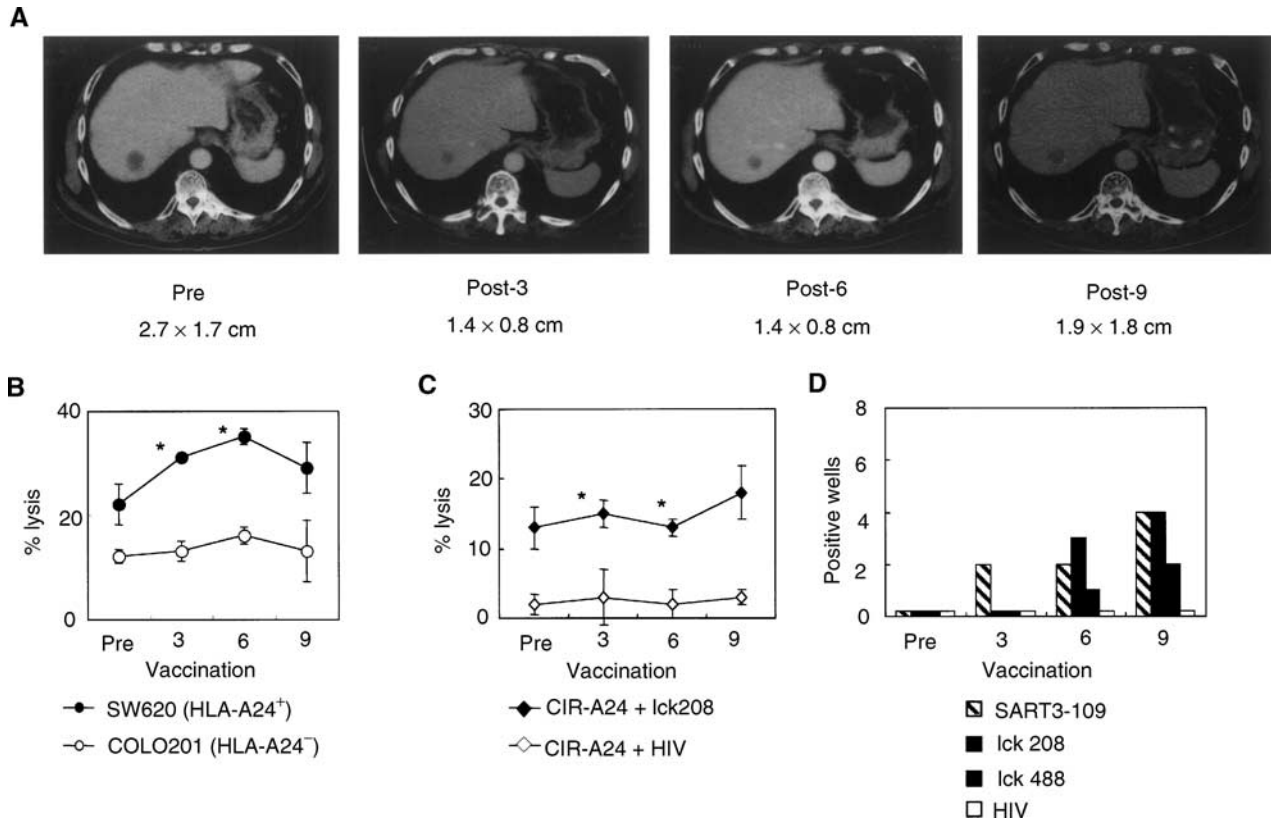 A
Pre
2.7 × 1.7 cm
Post-3
1.4 × 0.8 cm
Post-6
1.4 × 0.8 cm
Post-9
1.9 × 1.8 cm
B
40
20
0
% lysis
*
*
Pre 3 6 9
Vaccination
SW620 (HLA-A24⁺)
COLO201 (HLA-A24⁻)
C
30
20
10
0
% lysis
*
*
Pre 3 6 9
Vaccination
CIR-A24 + lck208
CIR-A24 + HIV
D
8
6
4
2
0
Positive wells
Pre 3 6 9
Vaccination
SART3-109
lck 208
lck 488
HIV